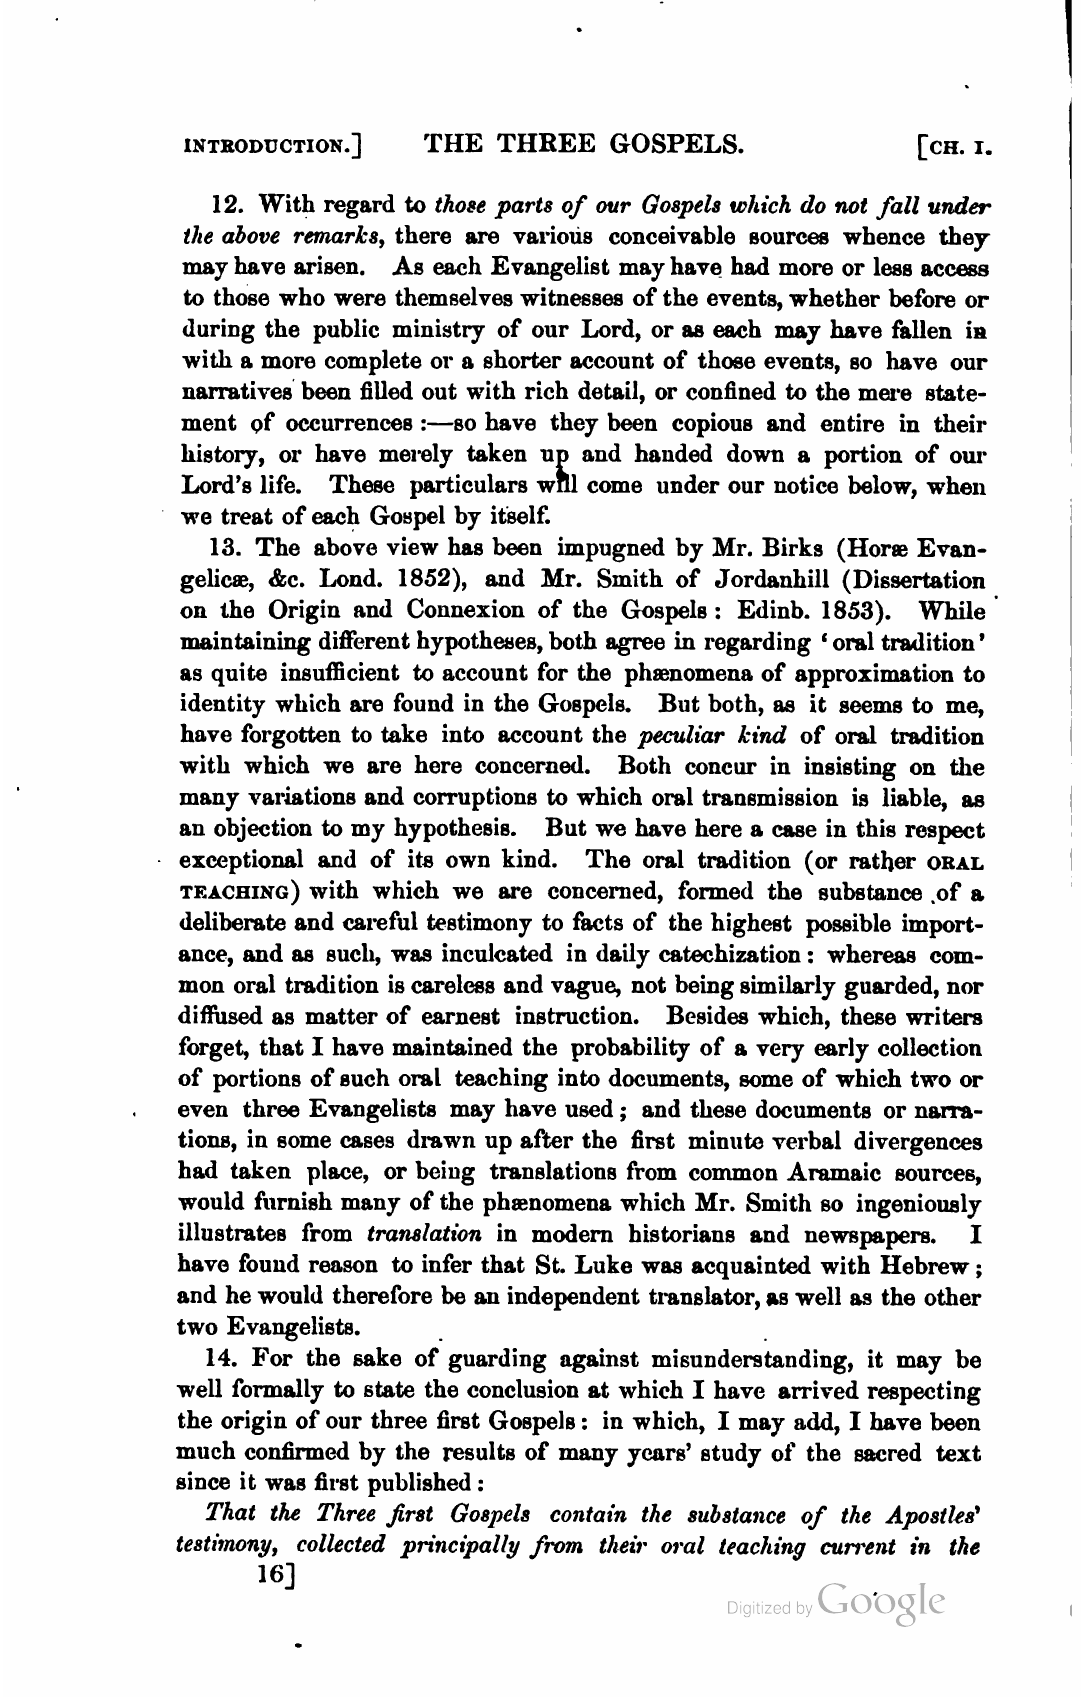 INTRODUCTION.] THE THREE GOSPELS. [CH. I.
12. With regard to those parts of our Gospels which do not fall under
the above remarks, there are various conceivable sources whence they
may have arisen. As each Evangelist may have had more or less access
to those who were themselves witnesses of the events, whether before or
during the public ministry of our Lord, or as each may have fallen in
with a more complete or a shorter account of those events, so have our
narratives been filled out with rich detail, or confined to the mere state-
ment of occurrences :—so have they been copious and entire in their
history, or have merely taken up and handed down a portion of our
Lord's life. These particulars will come under our notice below, when
we treat of each Gospel by itself.
13. The above view has been impugned by Mr. Birks (Horæ Evan-
gelicæ, &c. Lond. 1852), and Mr. Smith of Jordanhill (Dissertation
on the Origin and Connexion of the Gospels : Edinb. 1853). While
maintaining different hypotheses, both agree in regarding ‘oral tradition’
as quite insufficient to account for the phænomena of approximation to
identity which are found in the Gospels. But both, as it seems to me,
have forgotten to take into account the peculiar kind of oral tradition
with which we are here concerned. Both concur in insisting on the
many variations and corruptions to which oral transmission is liable, as
an objection to my hypothesis. But we have here a case in this respect
exceptional and of its own kind. The oral tradition (or rather ORAL
TEACHING) with which we are concerned, formed the substance of a
deliberate and careful testimony to facts of the highest possible import-
ance, and as such, was inculcated in daily catechization : whereas com-
mon oral tradition is careless and vague, not being similarly guarded, nor
diffused as matter of earnest instruction. Besides which, these writers
forget, that I have maintained the probability of a very early collection
of portions of such oral teaching into documents, some of which two or
even three Evangelists may have used ; and these documents or narra-
tions, in some cases drawn up after the first minute verbal divergences
had taken place, or being translations from common Aramaic sources,
would furnish many of the phænomena which Mr. Smith so ingeniously
illustrates from translation in modern historians and newspapers. I
have found reason to infer that St. Luke was acquainted with Hebrew ;
and he would therefore be an independent translator, as well as the other
two Evangelists.
14. For the sake of guarding against misunderstanding, it may be
well formally to state the conclusion at which I have arrived respecting
the origin of our three first Gospels : in which, I may add, I have been
much confirmed by the results of many years' study of the sacred text
since it was first published :
That the Three first Gospels contain the substance of the Apostles'
testimony, collected principally from their oral teaching current in the
16]
Digitized by Google